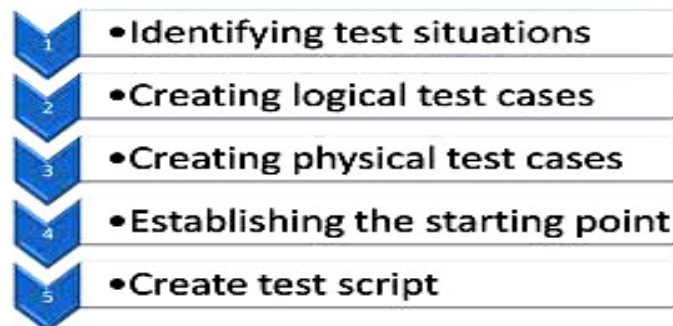 1 •Identifying test situations
2 •Creating logical test cases
3 •Creating physical test cases
4 •Establishing the starting point
5 •Create test script